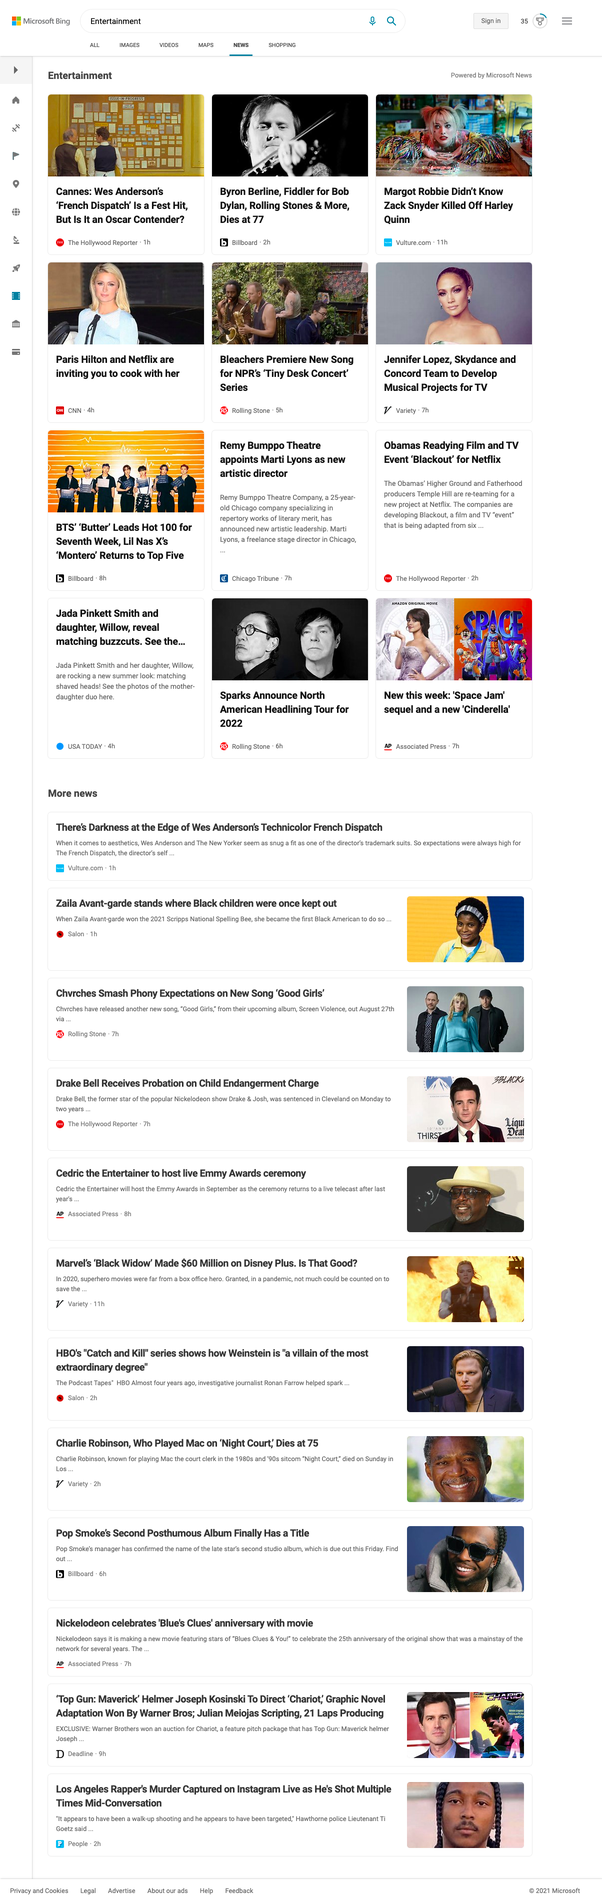 Microsoft Bing
Entertainment
Sign in
35
ALL
IMAGES
VIDEOS
MAPS
NEWS
SHOPPING
Entertainment
Powered by Microsoft News
Cannes: Wes Anderson's
'French Dispatch' Is a Fest Hit,
But Is It an Oscar Contender?
The Hollywood Reporter · 1h
Byron Berline, Fiddler for Bob
Dylan, Rolling Stones & More,
Dies at 77
Billboard · 2h
Margot Robbie Didn't Know
Zack Snyder Killed Off Harley
Quinn
Vulture.com · 11h
Paris Hilton and Netflix are
inviting you to cook with her
CNN · 4h
Bleachers Premiere New Song
for NPR's 'Tiny Desk Concert'
Series
Rolling Stone · 5h
Jennifer Lopez, Skydance and
Concord Team to Develop
Musical Projects for TV
Variety · 7h
BTS' 'Butter' Leads Hot 100 for
Seventh Week, Lil Nas X's
'Montero' Returns to Top Five
Billboard · 8h
Remy Bumppo Theatre
appoints Marti Lyons as new
artistic director
Remy Bumppo Theatre Company, a 25-year-
old Chicago company specializing in
repertory works of literary merit, has
announced new artistic leadership. Marti
Lyons, a freelance stage director in Chicago,
...
Chicago Tribune · 7h
Obamas Readying Film and TV
Event 'Blackout' for Netflix
The Obamas' Higher Ground and Fatherhood
producers Temple Hill are re-teaming for a
new project at Netflix. The companies are
developing Blackout, a film and TV "event"
that is being adapted from six ...
The Hollywood Reporter · 2h
Jada Pinkett Smith and
daughter, Willow, reveal
matching buzzcuts. See the...
Jada Pinkett Smith and her daughter, Willow,
are rocking a new summer look: matching
shaved heads! See the photos of the mother-
daughter duo here.
USA TODAY · 4h
Sparks Announce North
American Headlining Tour for
2022
Rolling Stone · 6h
AMAZON ORIGINAL MOVIE
SPACE
New this week: 'Space Jam'
sequel and a new 'Cinderella'
AP
Associated Press · 7h
More news
There's Darkness at the Edge of Wes Anderson's Technicolor French Dispatch
When it comes to aesthetics, Wes Anderson and The New Yorker seem as snug a fit as one of the director's trademark suits. So expectations were always high for
The French Dispatch, the director's self ...
Vulture.com · 1h
Zaila Avant-garde stands where Black children were once kept out
When Zaila Avant-garde won the 2021 Scripps National Spelling Bee, she became the first Black American to do so ...
Salon · 1h
Chvrches Smash Phony Expectations on New Song 'Good Girls'
Chvrches have released another new song, "Good Girls," from their upcoming album, Screen Violence, out August 27th
via ...
Rolling Stone · 7h
Drake Bell Receives Probation on Child Endangerment Charge
Drake Bell, the former star of the popular Nickelodeon show Drake & Josh, was sentenced in Cleveland on Monday to
two years ...
The Hollywood Reporter · 7h
THIRST
Liqui
Deat
Cedric the Entertainer to host live Emmy Awards ceremony
Cedric the Entertainer will host the Emmy Awards in September as the ceremony returns to a live telecast after last
year's ...
AP
Associated Press · 8h
Marvel's 'Black Widow' Made $60 Million on Disney Plus. Is That Good?
In 2020, superhero movies were far from a box office hero. Granted, in a pandemic, not much could be counted on to
save the ...
Variety · 11h
HBO's "Catch and Kill" series shows how Weinstein is "a villain of the most
extraordinary degree"
The Podcast Tapes" HBO Almost four years ago, investigative journalist Ronan Farrow helped spark ...
Salon · 2h
Charlie Robinson, Who Played Mac on 'Night Court,' Dies at 75
Charlie Robinson, known for playing Mac the court clerk in the 1980s and '90s sitcom "Night Court," died on Sunday in
Los ...
Variety · 2h
Pop Smoke's Second Posthumous Album Finally Has a Title
Pop Smoke's manager has confirmed the name of the late star's second studio album, which is due out this Friday. Find
out ...
Billboard · 6h
Nickelodeon celebrates 'Blue's Clues' anniversary with movie
Nickelodeon says it is making a new movie featuring stars of "Blues Clues & You!" to celebrate the 25th anniversary of the original show that was a mainstay of the
network for several years. The ...
AP
Associated Press · 7h
'Top Gun: Maverick' Helmer Joseph Kosinski To Direct 'Chariot,' Graphic Novel
Adaptation Won By Warner Bros; Julian Meiojas Scripting, 21 Laps Producing
EXCLUSIVE: Warner Brothers won an auction for Chariot, a feature pitch package that has Top Gun: Maverick helmer
Joseph ...
Deadline · 9h
Los Angeles Rapper's Murder Captured on Instagram Live as He's Shot Multiple
Times Mid-Conversation
"It appears to have been a walk-up shooting and he appears to have been targeted," Hawthorne police Lieutenant Ti
Goetz said ...
People · 2h
Privacy and Cookies
Legal
Advertise
About our ads
Help
Feedback
© 2021 Microsoft